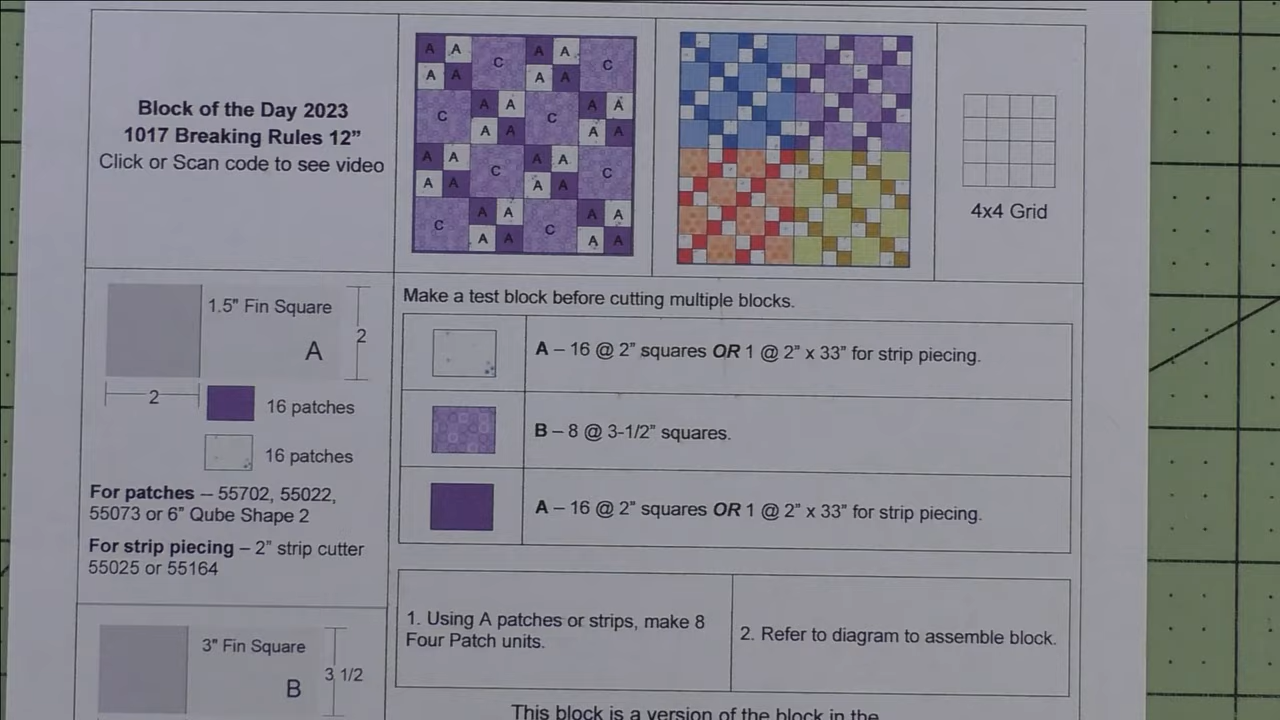 Block of the Day 2023
1017 Breaking Rules 12”
Click or Scan code to see video
A A C A A C
A A A A
C A A C A A
A A A A
A A C A A C
A A A A
C A A C A A
A A A A
4x4 Grid
1.5" Fin Square
A
2
2
16 patches
16 patches
For patches – 55702, 55022,
55073 or 6” Qube Shape 2
For strip piecing – 2” strip cutter
55025 or 55164
3" Fin Square
B
3 1/2
Make a test block before cutting multiple blocks.
A – 16 @ 2” squares OR 1 @ 2” x 33” for strip piecing.
B – 8 @ 3-1/2” squares.
A – 16 @ 2” squares OR 1 @ 2” x 33” for strip piecing.
1. Using A patches or strips, make 8
Four Patch units.
2. Refer to diagram to assemble block.
This block is a version of the block in the